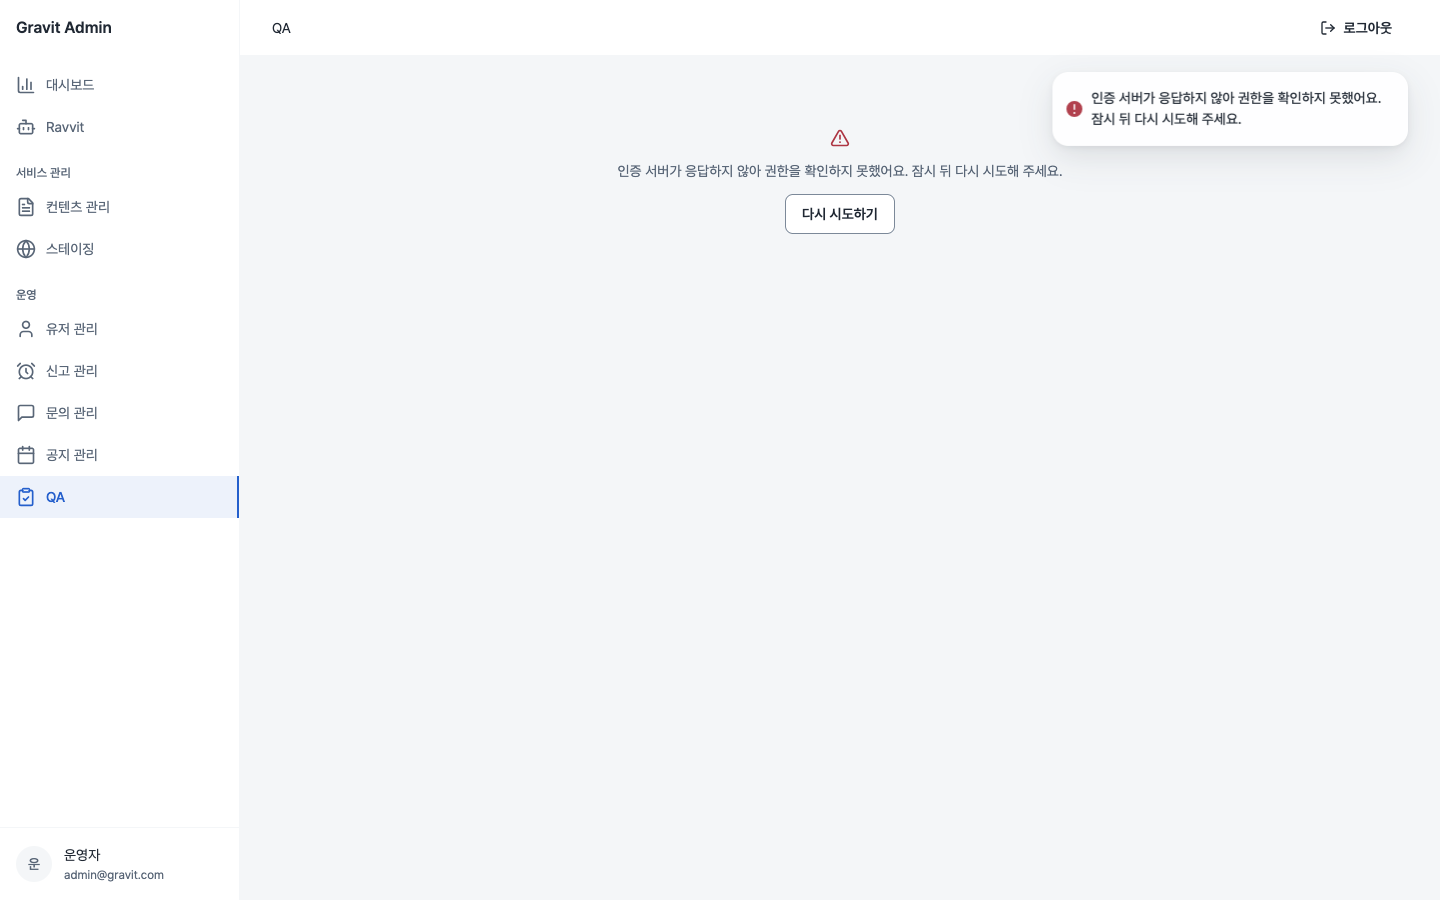 Gravit Admin
QA
로그아웃
대시보드
Ravvit
서비스 관리
컨텐츠 관리
스테이징
운영
유저 관리
신고 관리
문의 관리
공지 관리
QA
운
운영자
admin@gravit.com
인증 서버가 응답하지 않아 권한을 확인하지 못했어요. 잠시 뒤 다시 시도해 주세요.
다시 시도하기
인증 서버가 응답하지 않아 권한을 확인하지 못했어요.
잠시 뒤 다시 시도해 주세요.